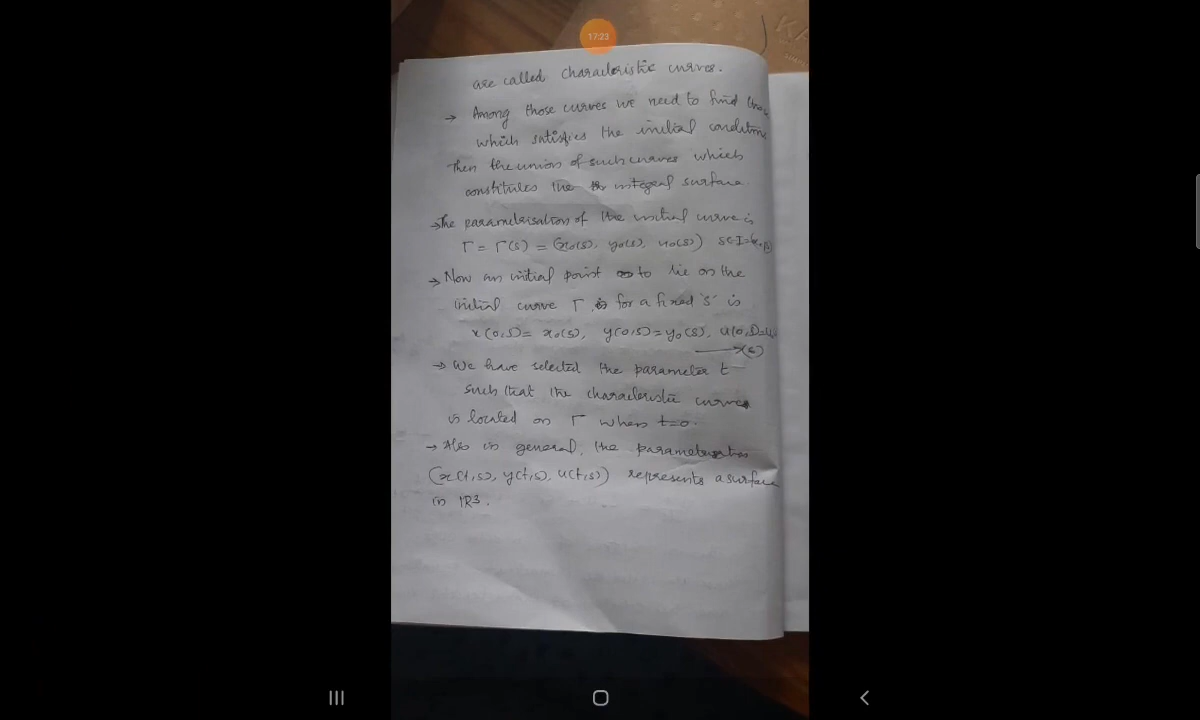 17:23
are called characteristic curves.
→ Among those curves we need to find
which satisfies the initial condition
Then the union of such curves which
constitutes the integral surface.
→ The parametrisation of the initial curve is
Γ = Γ(s) = (x₀(s), y₀(s), u₀(s)) s∈I=(α,β)
→ Now an initial point to lie on the
initial curve Γ, for a fixed 's' is
x(0,s)= x₀(s), y(0,s)=y₀(s), u(0,s)=u₀
→(s)
→ We have selected the parameter t
such that the characteristic curve
is located on Γ when t=0.
→ Also in general, the
(x(t,s), y(t,s), u(t,s)) represents a surface
in IR3.